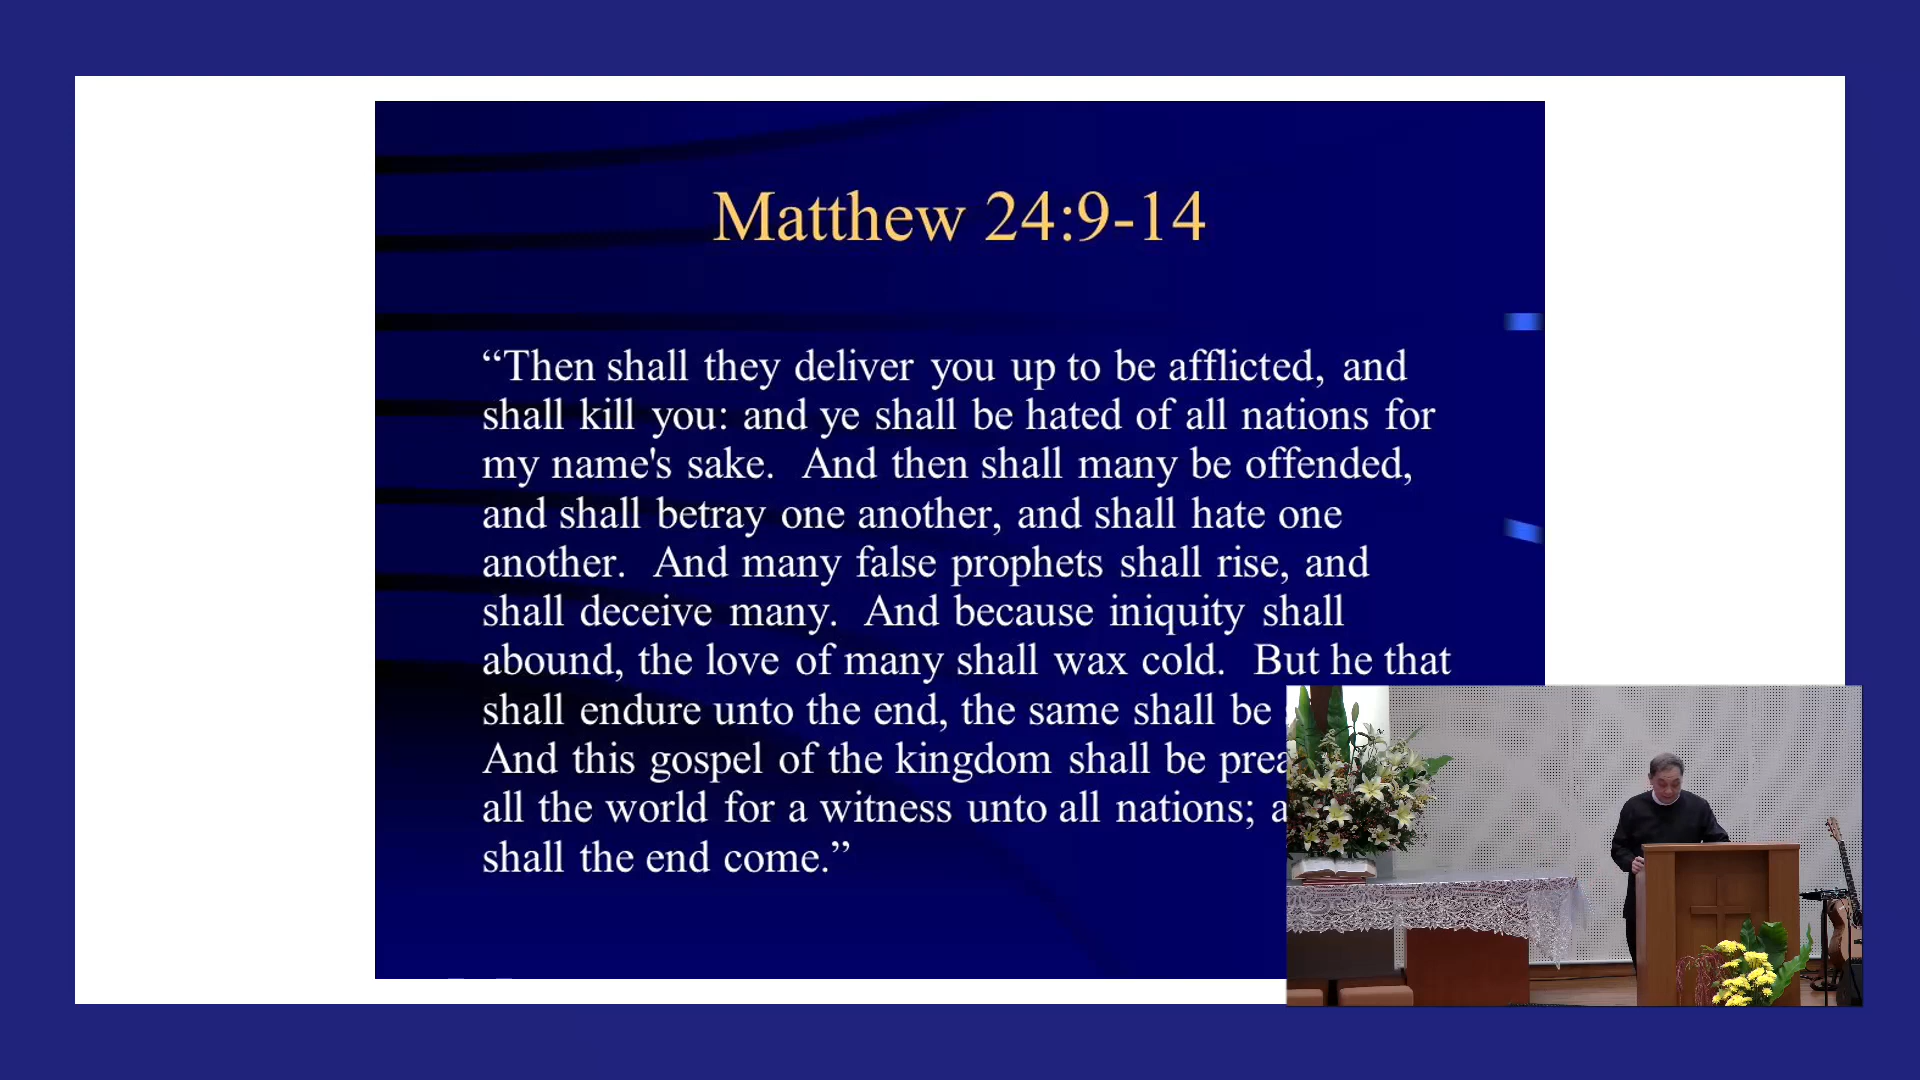 Matthew 24:9-14
“Then shall they deliver you up to be afflicted, and
shall kill you: and ye shall be hated of all nations for
my name's sake.  And then shall many be offended,
and shall betray one another, and shall hate one
another.  And many false prophets shall rise, and
shall deceive many.  And because iniquity shall
abound, the love of many shall wax cold.  But he that
shall endure unto the end, the same shall be
And this gospel of the kingdom shall be
all the world for a witness unto all nations;
shall the end come.”